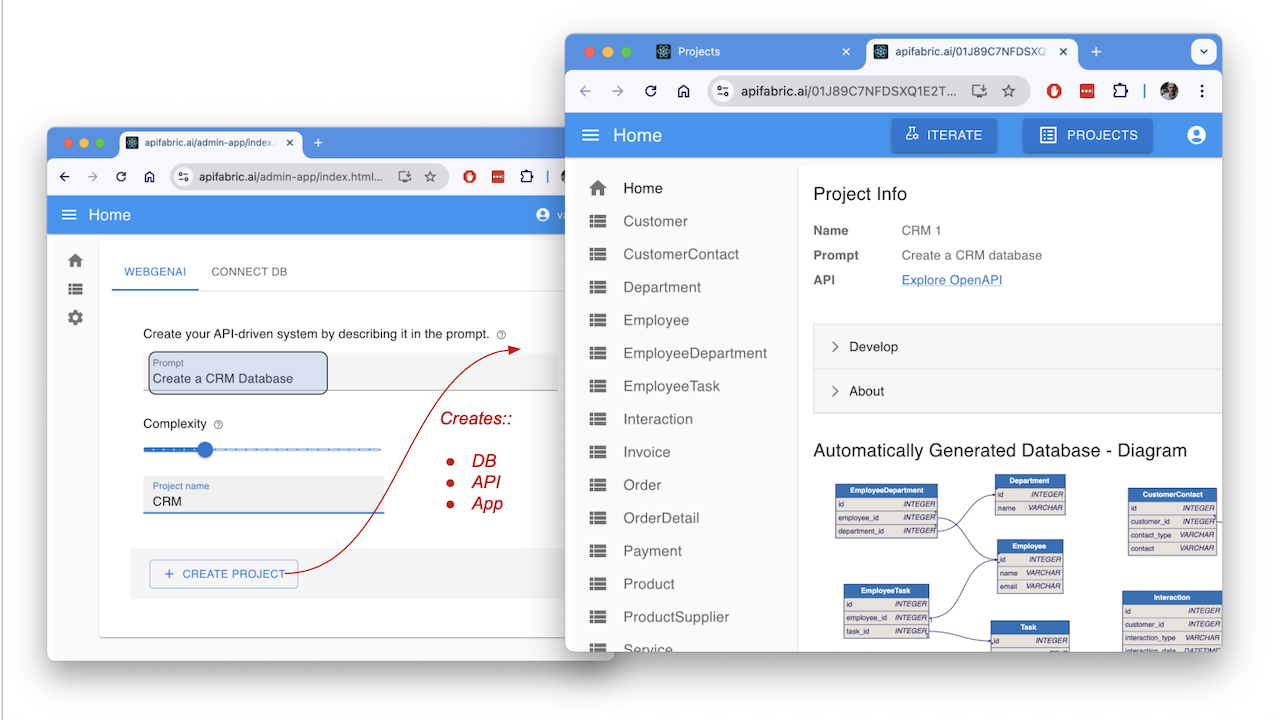 apifabric.ai/admin-app/index.
apifabric.ai/admin-app/index.html...
Home
WEBGENAI
CONNECT DB
Create your API-driven system by describing it in the prompt.
Prompt
Create a CRM Database
Complexity
Project name
CRM
+ CREATE PROJECT
Creates::
• DB
• API
• App
Projects
apifabric.ai/01J89C7NFDSXQ
apifabric.ai/01J89C7NFDSXQ1E2T...
Home
ITERATE
PROJECTS
Home
Customer
CustomerContact
Department
Employee
EmployeeDepartment
EmployeeTask
Interaction
Invoice
Order
OrderDetail
Payment
Product
ProductSupplier
Service
Project Info
Name CRM 1
Prompt Create a CRM database
API Explore OpenAPI
Develop
About
Automatically Generated Database - Diagram
EmployeeDepartment
id INTEGER
employee_id INTEGER
department_id INTEGER
Department
id INTEGER
name VARCHAR
CustomerContact
id INTEGER
customer_id INTEGER
contact_type VARCHAR
contact VARCHAR
Employee
id INTEGER
name VARCHAR
email VARCHAR
EmployeeTask
id INTEGER
employee_id INTEGER
task_id INTEGER
Task
id INTEGER
Interaction
id INTEGER
customer_id INTEGER
interaction_type VARCHAR
interaction_date DATETIME